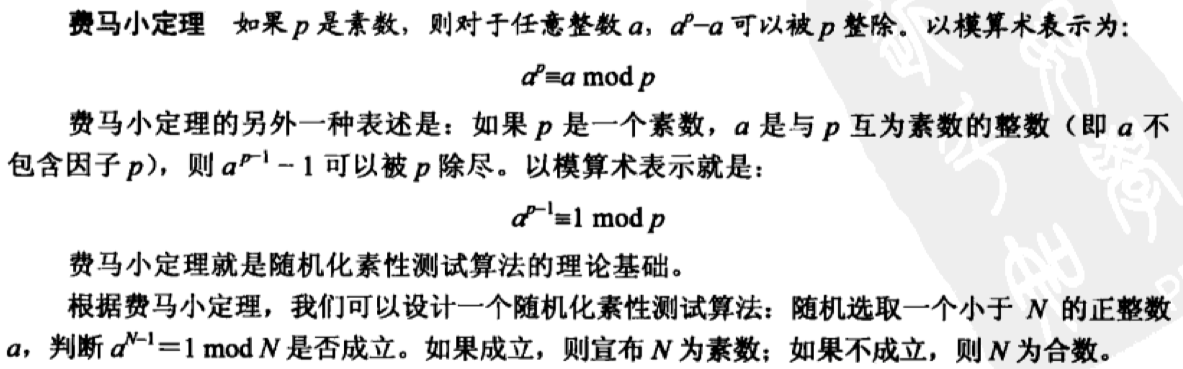 费马小定理 如果 p 是素数，则对于任意整数 a，aᵖ−a 可以被 p 整除。以模算术表示为：
aᵖ≡a mod p
费马小定理的另外一种表述是：如果 p 是一个素数，a 是与 p 互为素数的整数（即 a 不
包含因子 p），则 aᵖ⁻¹ − 1 可以被 p 除尽。以模算术表示就是：
aᵖ⁻¹≡1 mod p
费马小定理就是随机化素性测试算法的理论基础。
根据费马小定理，我们可以设计一个随机化素性测试算法：随机选取一个小于 N 的正整数
a，判断 aᴺ⁻¹＝1 mod N 是否成立。如果成立，则宣布 N 为素数；如果不成立，则 N 为合数。